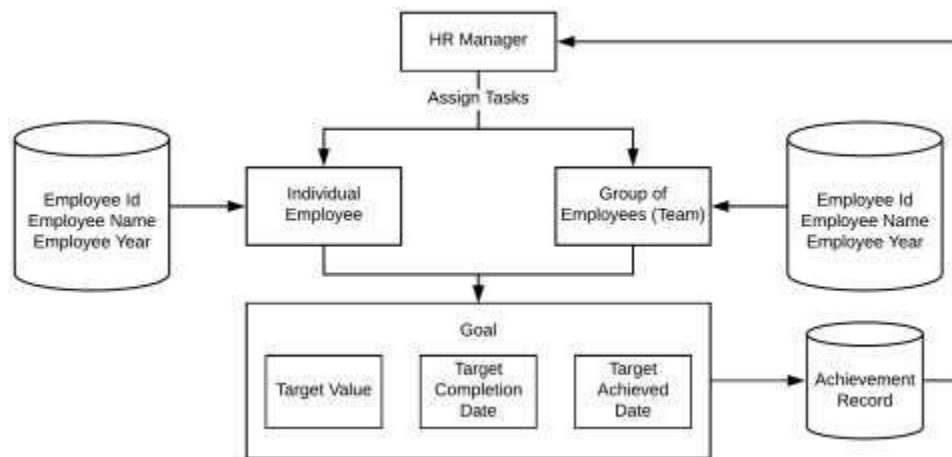 HR Manager
Assign Tasks
Employee Id
Employee Name
Employee Year
Individual
Employee
Group of
Employees (Team)
Employee Id
Employee Name
Employee Year
Goal
Target Value
Target
Completion
Date
Target
Achieved
Date
Achievement
Record